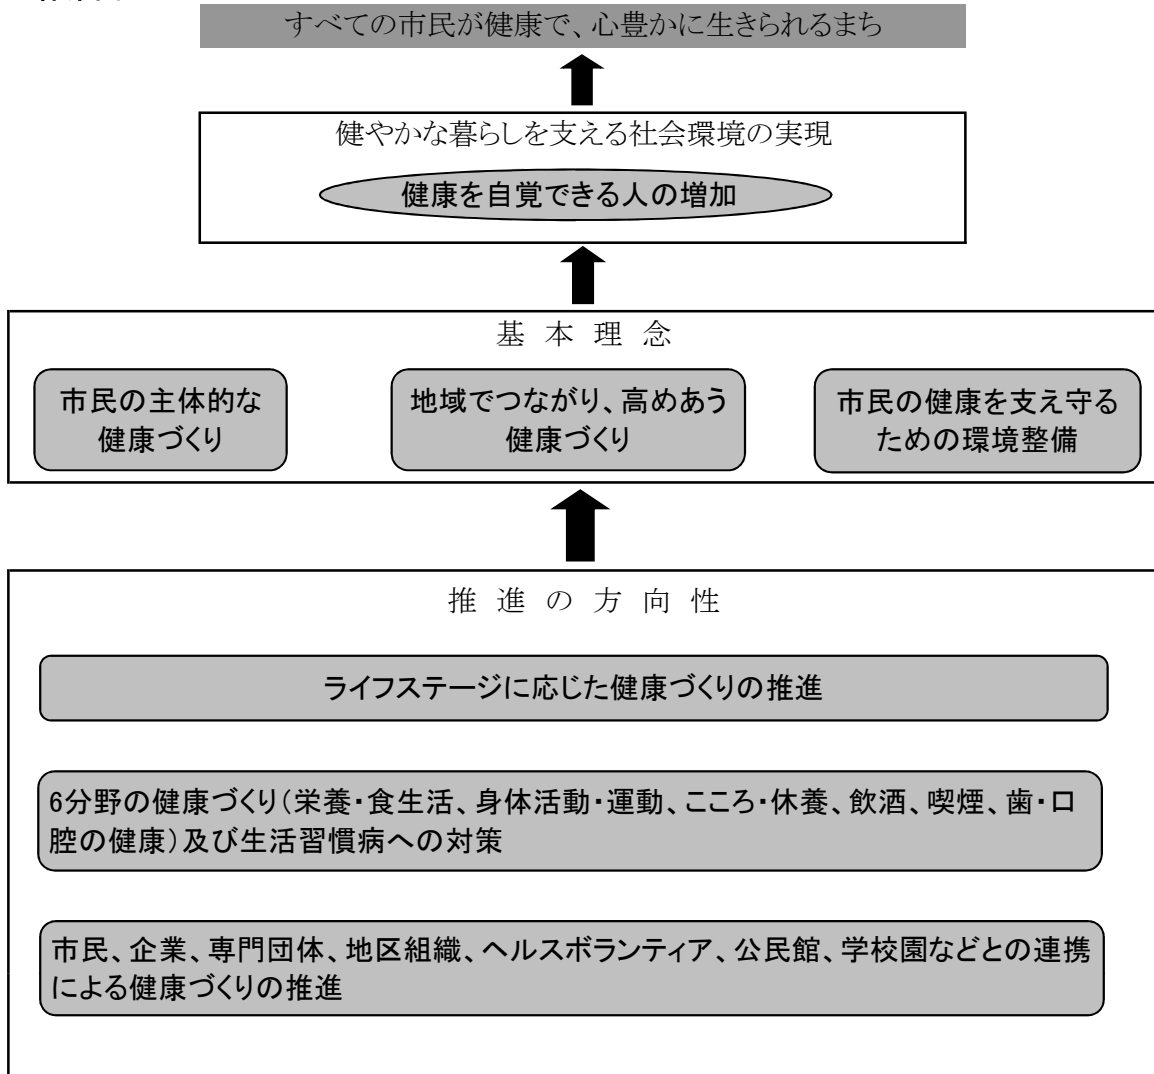 すべての市民が健康で、心豊かに生きられるまち
健やかな暮らしを支える社会環境の実現
健康を自覚できる人の増加
基本理念
市民の主体的な
健康づくり
地域でつながり、高めあう
健康づくり
市民の健康を支え守る
ための環境整備
推進の方向性
ライフステージに応じた健康づくりの推進
6分野の健康づくり（栄養・食生活、身体活動・運動、こころ・休養、飲酒、喫煙、歯・口
腔の健康）及び生活習慣病への対策
市民、企業、専門団体、地区組織、ヘルスボランティア、公民館、学校園などとの連携
による健康づくりの推進